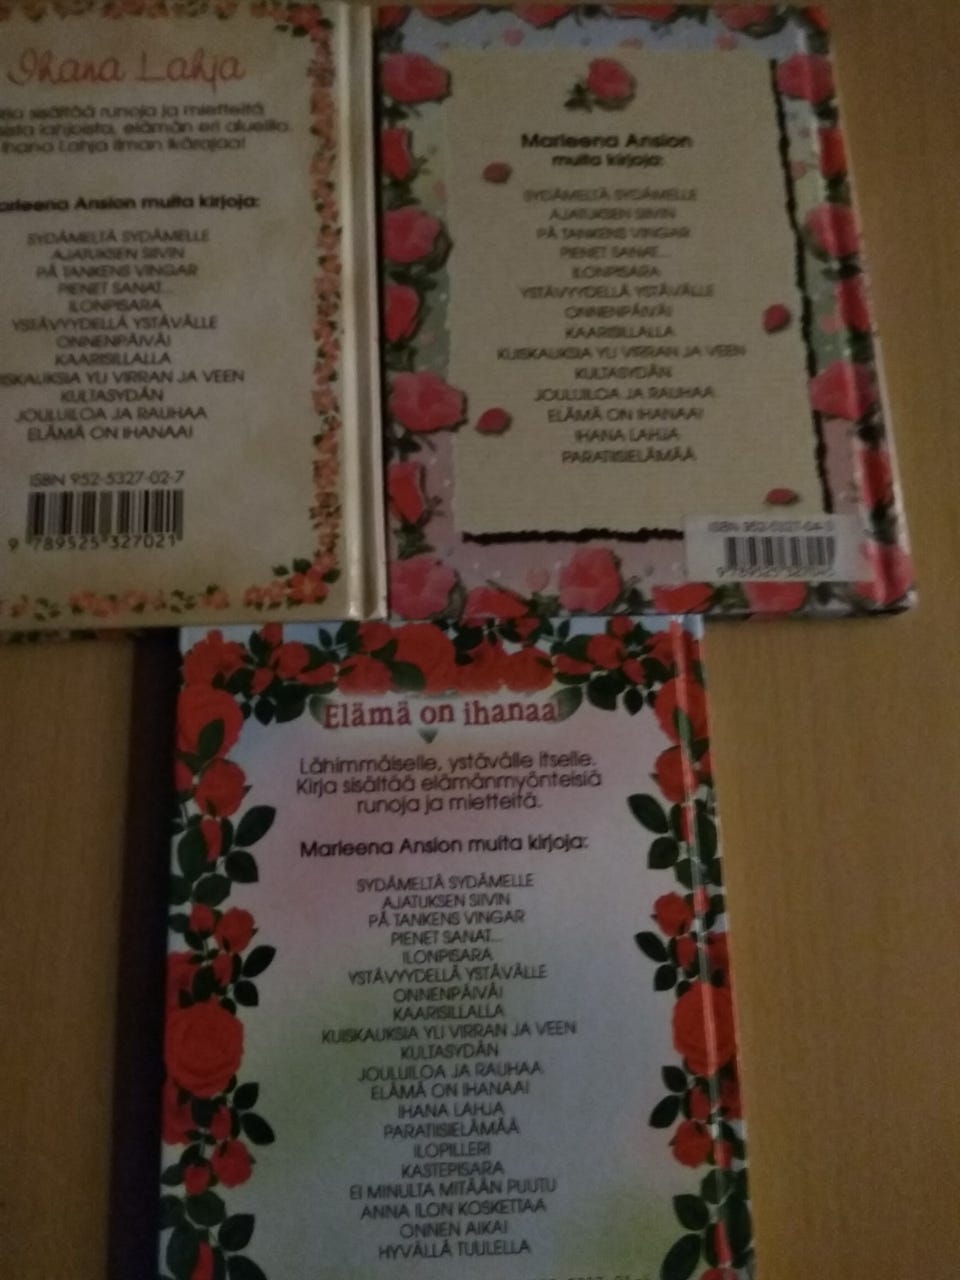 Ihana Lahja
sisältää runoja ja mietteitä
lahjoista, elämän eri alueilla.
Ihana Lahja ilman ikärajaa!
Marleena Ansion muita kirjoja:
SYDÄMELTÄ SYDÄMELLE
AJATUKSEN SIIVIN
PÅ TANKENS VINGAR
PIENET SANAT...
ILONPISARA
YSTÄVYYDELLÄ YSTÄVÄLLE
ONNENPÄIVÄ!
KAARISILLALLA
KUISKAUKSIA YLI VIRRAN JA VEEN
KULTASYDÄN
JOULUILOA JA RAUHAA
ELÄMÄ ON IHANAA!
ISBN 952-5327-02-7
9 789525 327021
Marleena Ansion
muita kirjoja:
SYDÄMELTÄ SYDÄMELLE
AJATUKSEN SIIVIN
PÅ TANKENS VINGAR
PIENET SANAT...
ILONPISARA
YSTÄVYYDELLÄ YSTÄVÄLLE
ONNENPÄIVÄ!
KAARISILLALLA
KUISKAUKSIA YLI VIRRAN JA VEEN
KULTASYDÄN
JOULUILOA JA RAUHAA
ELÄMÄ ON IHANAA!
IHANA LAHJA
PARATIISIELÄMÄÄ
ISBN
Elämä on ihanaa
Lähimmäiselle, ystävälle itselle.
Kirja sisältää elämänmyönteisiä
runoja ja mietteitä.
Marleena Ansion muita kirjoja:
SYDÄMELTÄ SYDÄMELLE
AJATUKSEN SIIVIN
PÅ TANKENS VINGAR
PIENET SANAT...
ILONPISARA
YSTÄVYYDELLÄ YSTÄVÄLLE
ONNENPÄIVÄ!
KAARISILLALLA
KUISKAUKSIA YLI VIRRAN JA VEEN
KULTASYDÄN
JOULUILOA JA RAUHAA
ELÄMÄ ON IHANAA!
IHANA LAHJA
PARATIISIELÄMÄÄ
ILOPILLERI
KASTEPISARA
EI MINULTA MITÄÄN PUUTU
ANNA ILON KOSKETTAA
ONNEN AIKA!
HYVÄLLÄ TUULELLA